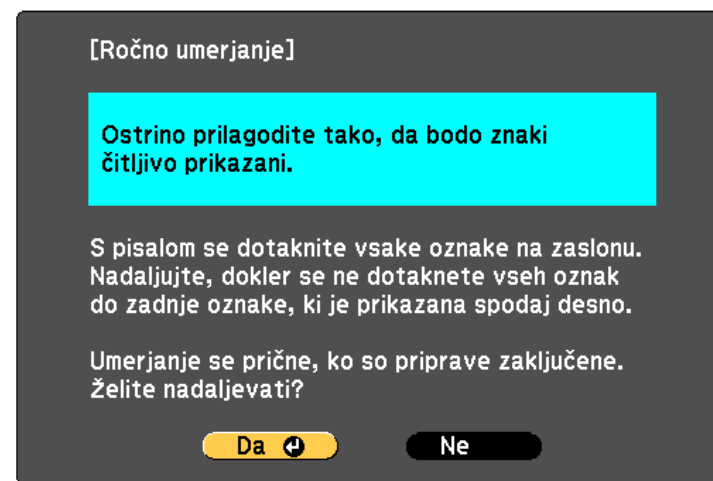 [Ročno umerjanje]
Ostrino prilagodite tako, da bodo znaki
čitljivo prikazani.
S pisalom se dotaknite vsake oznake na zaslonu.
Nadaljujte, dokler se ne dotaknete vseh oznak
do zadnje oznake, ki je prikazana spodaj desno.
Umerjanje se prične, ko so priprave zaključene.
Želite nadaljevati?
Da Ne